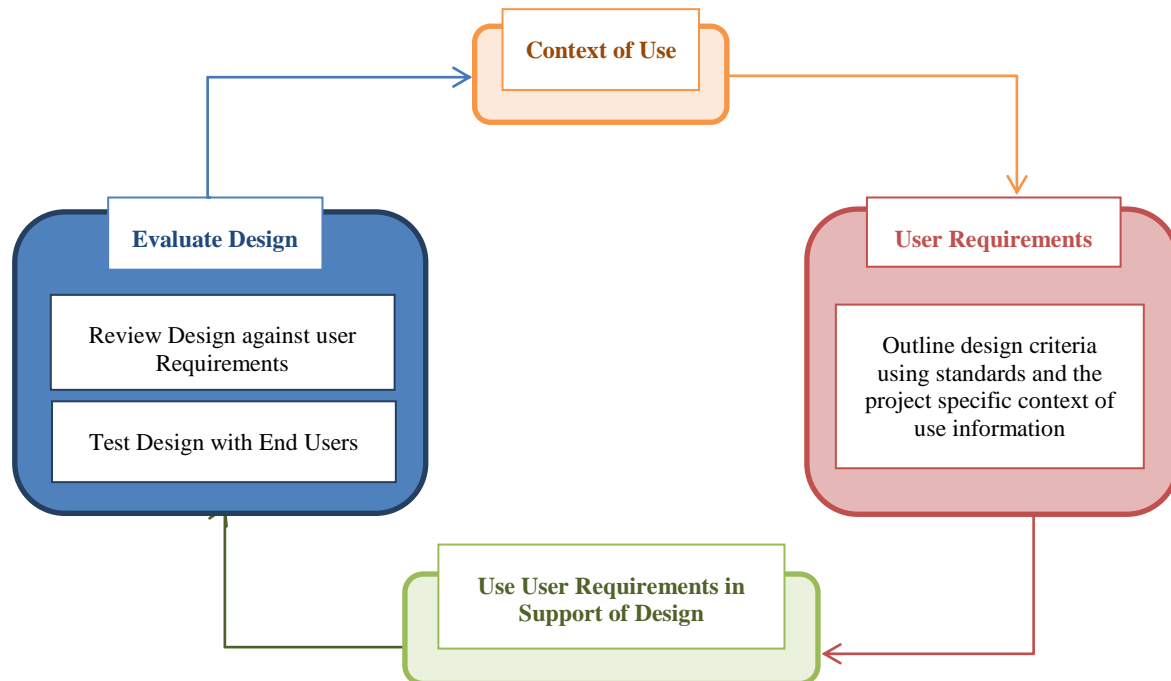 Context of Use
Evaluate Design
Review Design against user
Requirements
Test Design with End Users
User Requirements
Outline design criteria
using standards and the
project specific context of
use information
Use User Requirements in
Support of Design